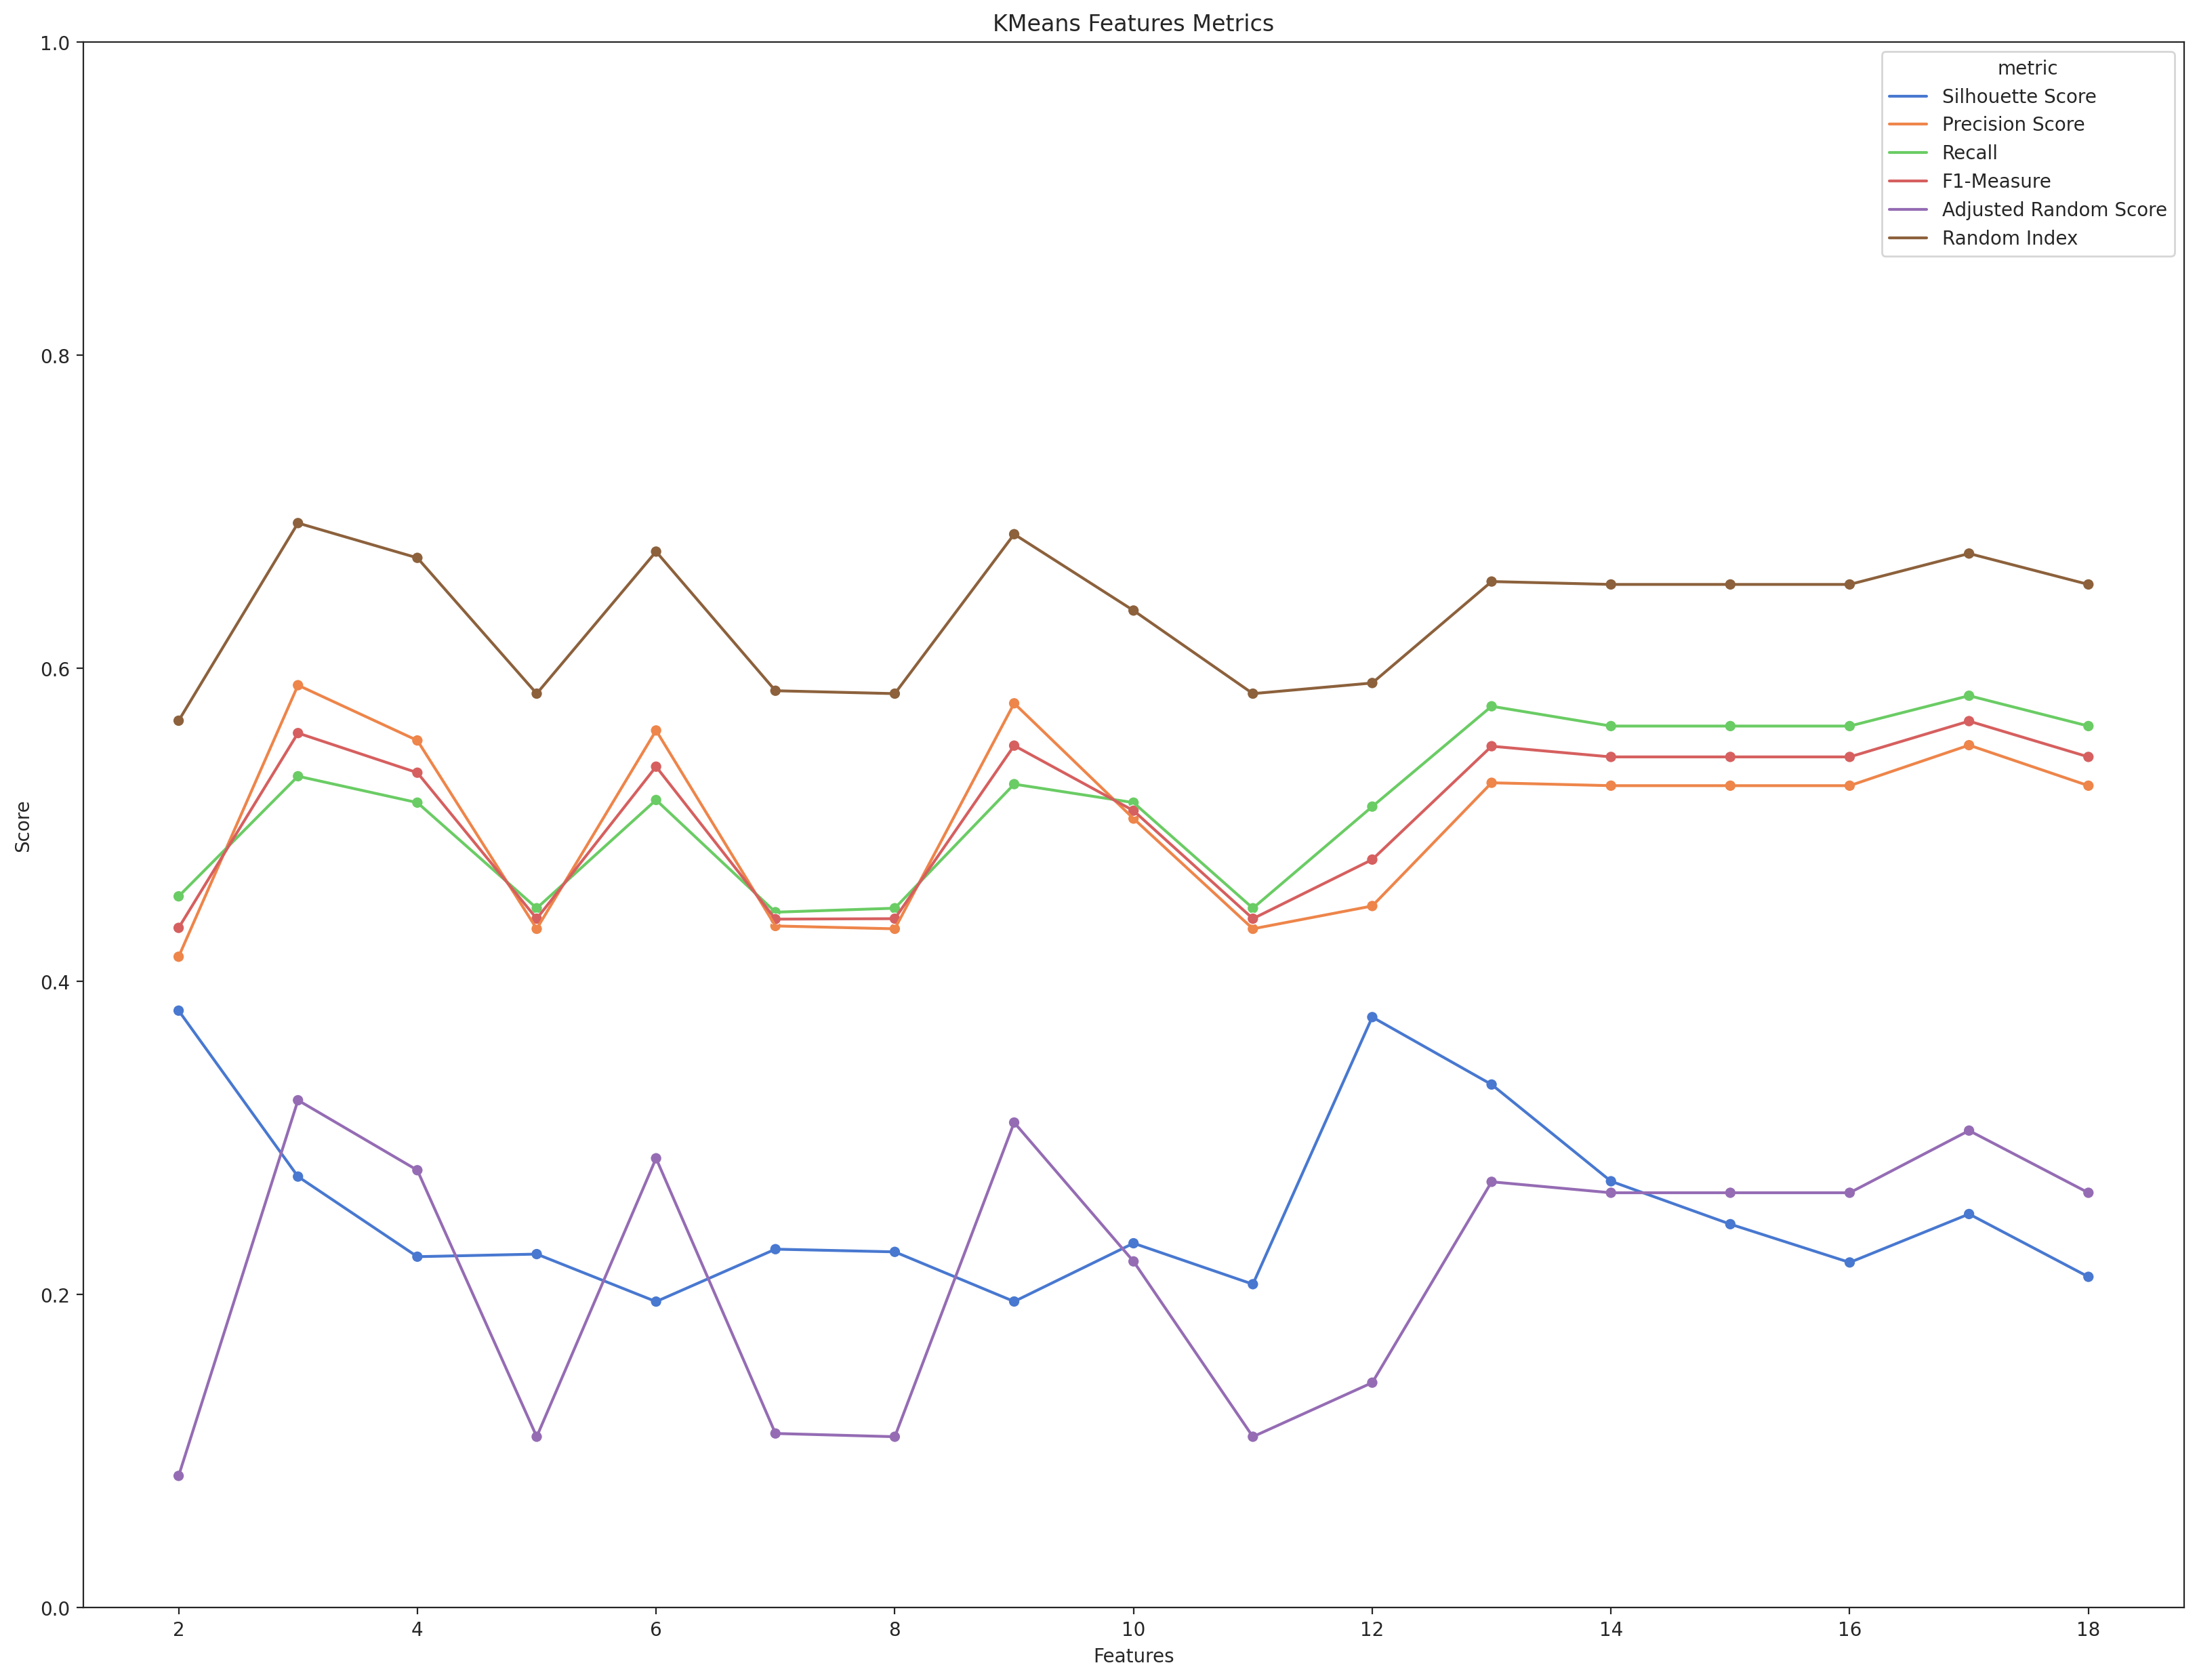 KMeans Features Metrics
1.0
0.8
0.6
0.4
0.2
0.0
Score
metric
Silhouette Score
Precision Score
Recall
F1-Measure
Adjusted Random Score
Random Index
2 4 6 8 10 12 14 16 18
Features